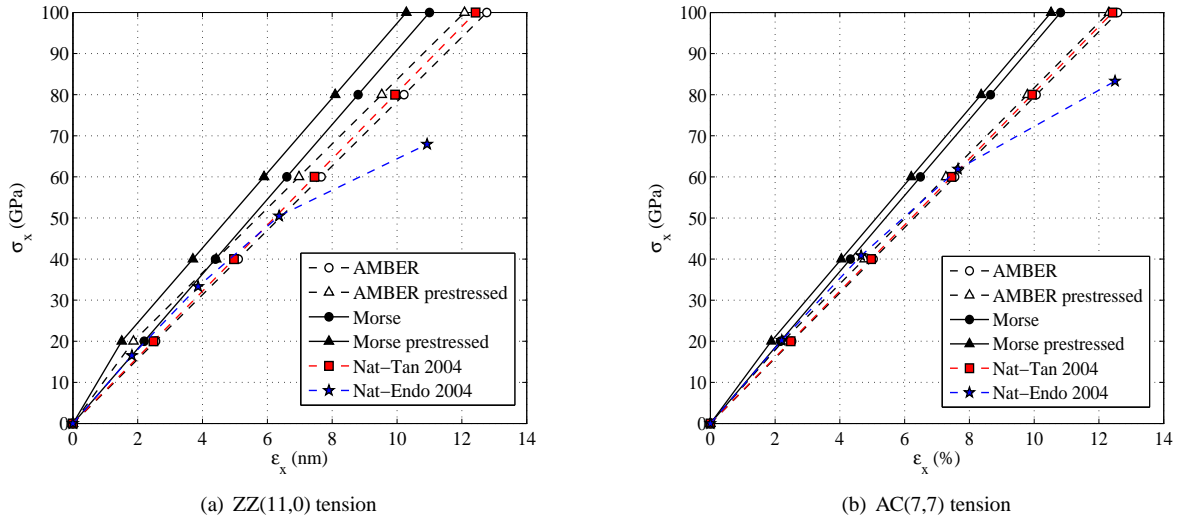 100
90
80
70
60
50
40
30
20
10
0
σx (GPa)
0 2 4 6 8 10 12 14
εx (nm)
AMBER
AMBER prestressed
Morse
Morse prestressed
Nat−Tan 2004
Nat−Endo 2004
(a) ZZ(11,0) tension
100
90
80
70
60
50
40
30
20
10
0
σx (GPa)
0 2 4 6 8 10 12 14
εx (%)
AMBER
AMBER prestressed
Morse
Morse prestressed
Nat−Tan 2004
Nat−Endo 2004
(b) AC(7,7) tension